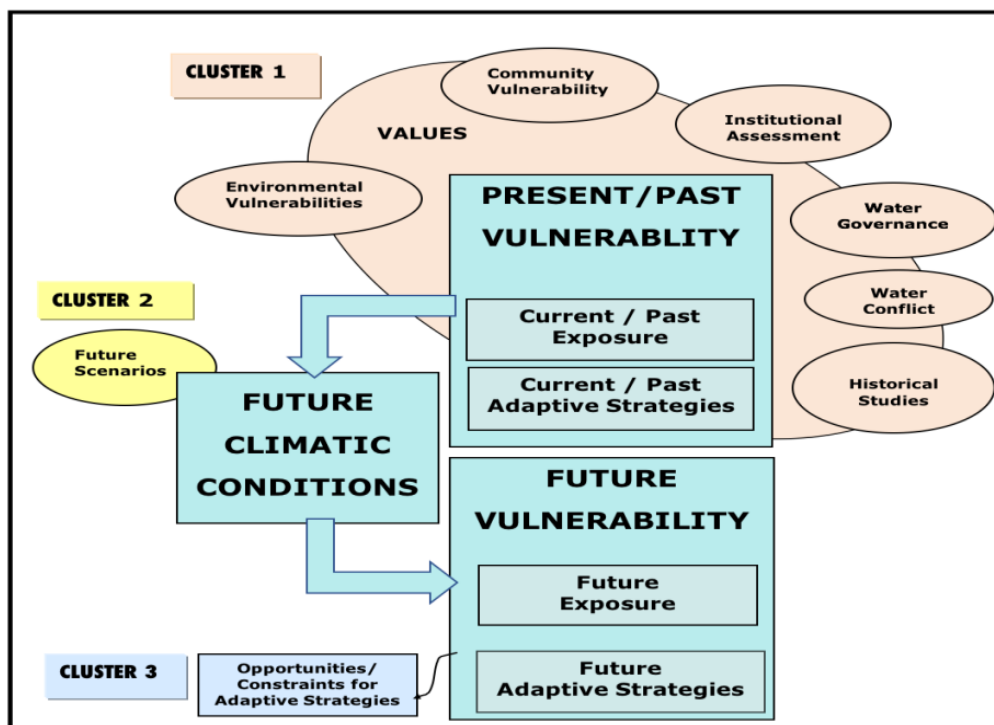 CLUSTER 1
Community
Vulnerability
Institutional
Assessment
VALUES
Environmental
Vulnerabilities
PRESENT/PAST
VULNERABLITY
Water
Governance
Water
Conflict
Historical
Studies
Current / Past
Exposure
Current / Past
Adaptive Strategies
CLUSTER 2
Future
Scenarios
FUTURE
CLIMATIC
CONDITIONS
FUTURE
VULNERABILITY
Future
Exposure
Future
Adaptive Strategies
CLUSTER 3
Opportunities/
Constraints for
Adaptive Strategies